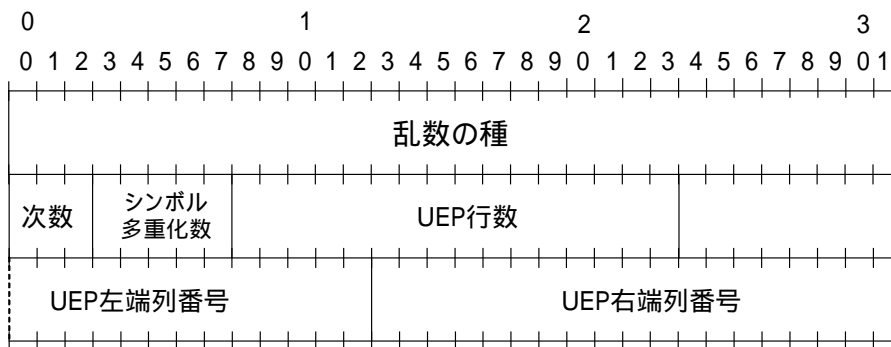 0 1 2 3
0 1 2 3 4 5 6 7 8 9 0 1 2 3 4 5 6 7 8 9 0 1 2 3 4 5 6 7 8 9 0 1
乱数の種
次数
シンボル
多重化数
UEP行数
UEP左端列番号
UEP右端列番号